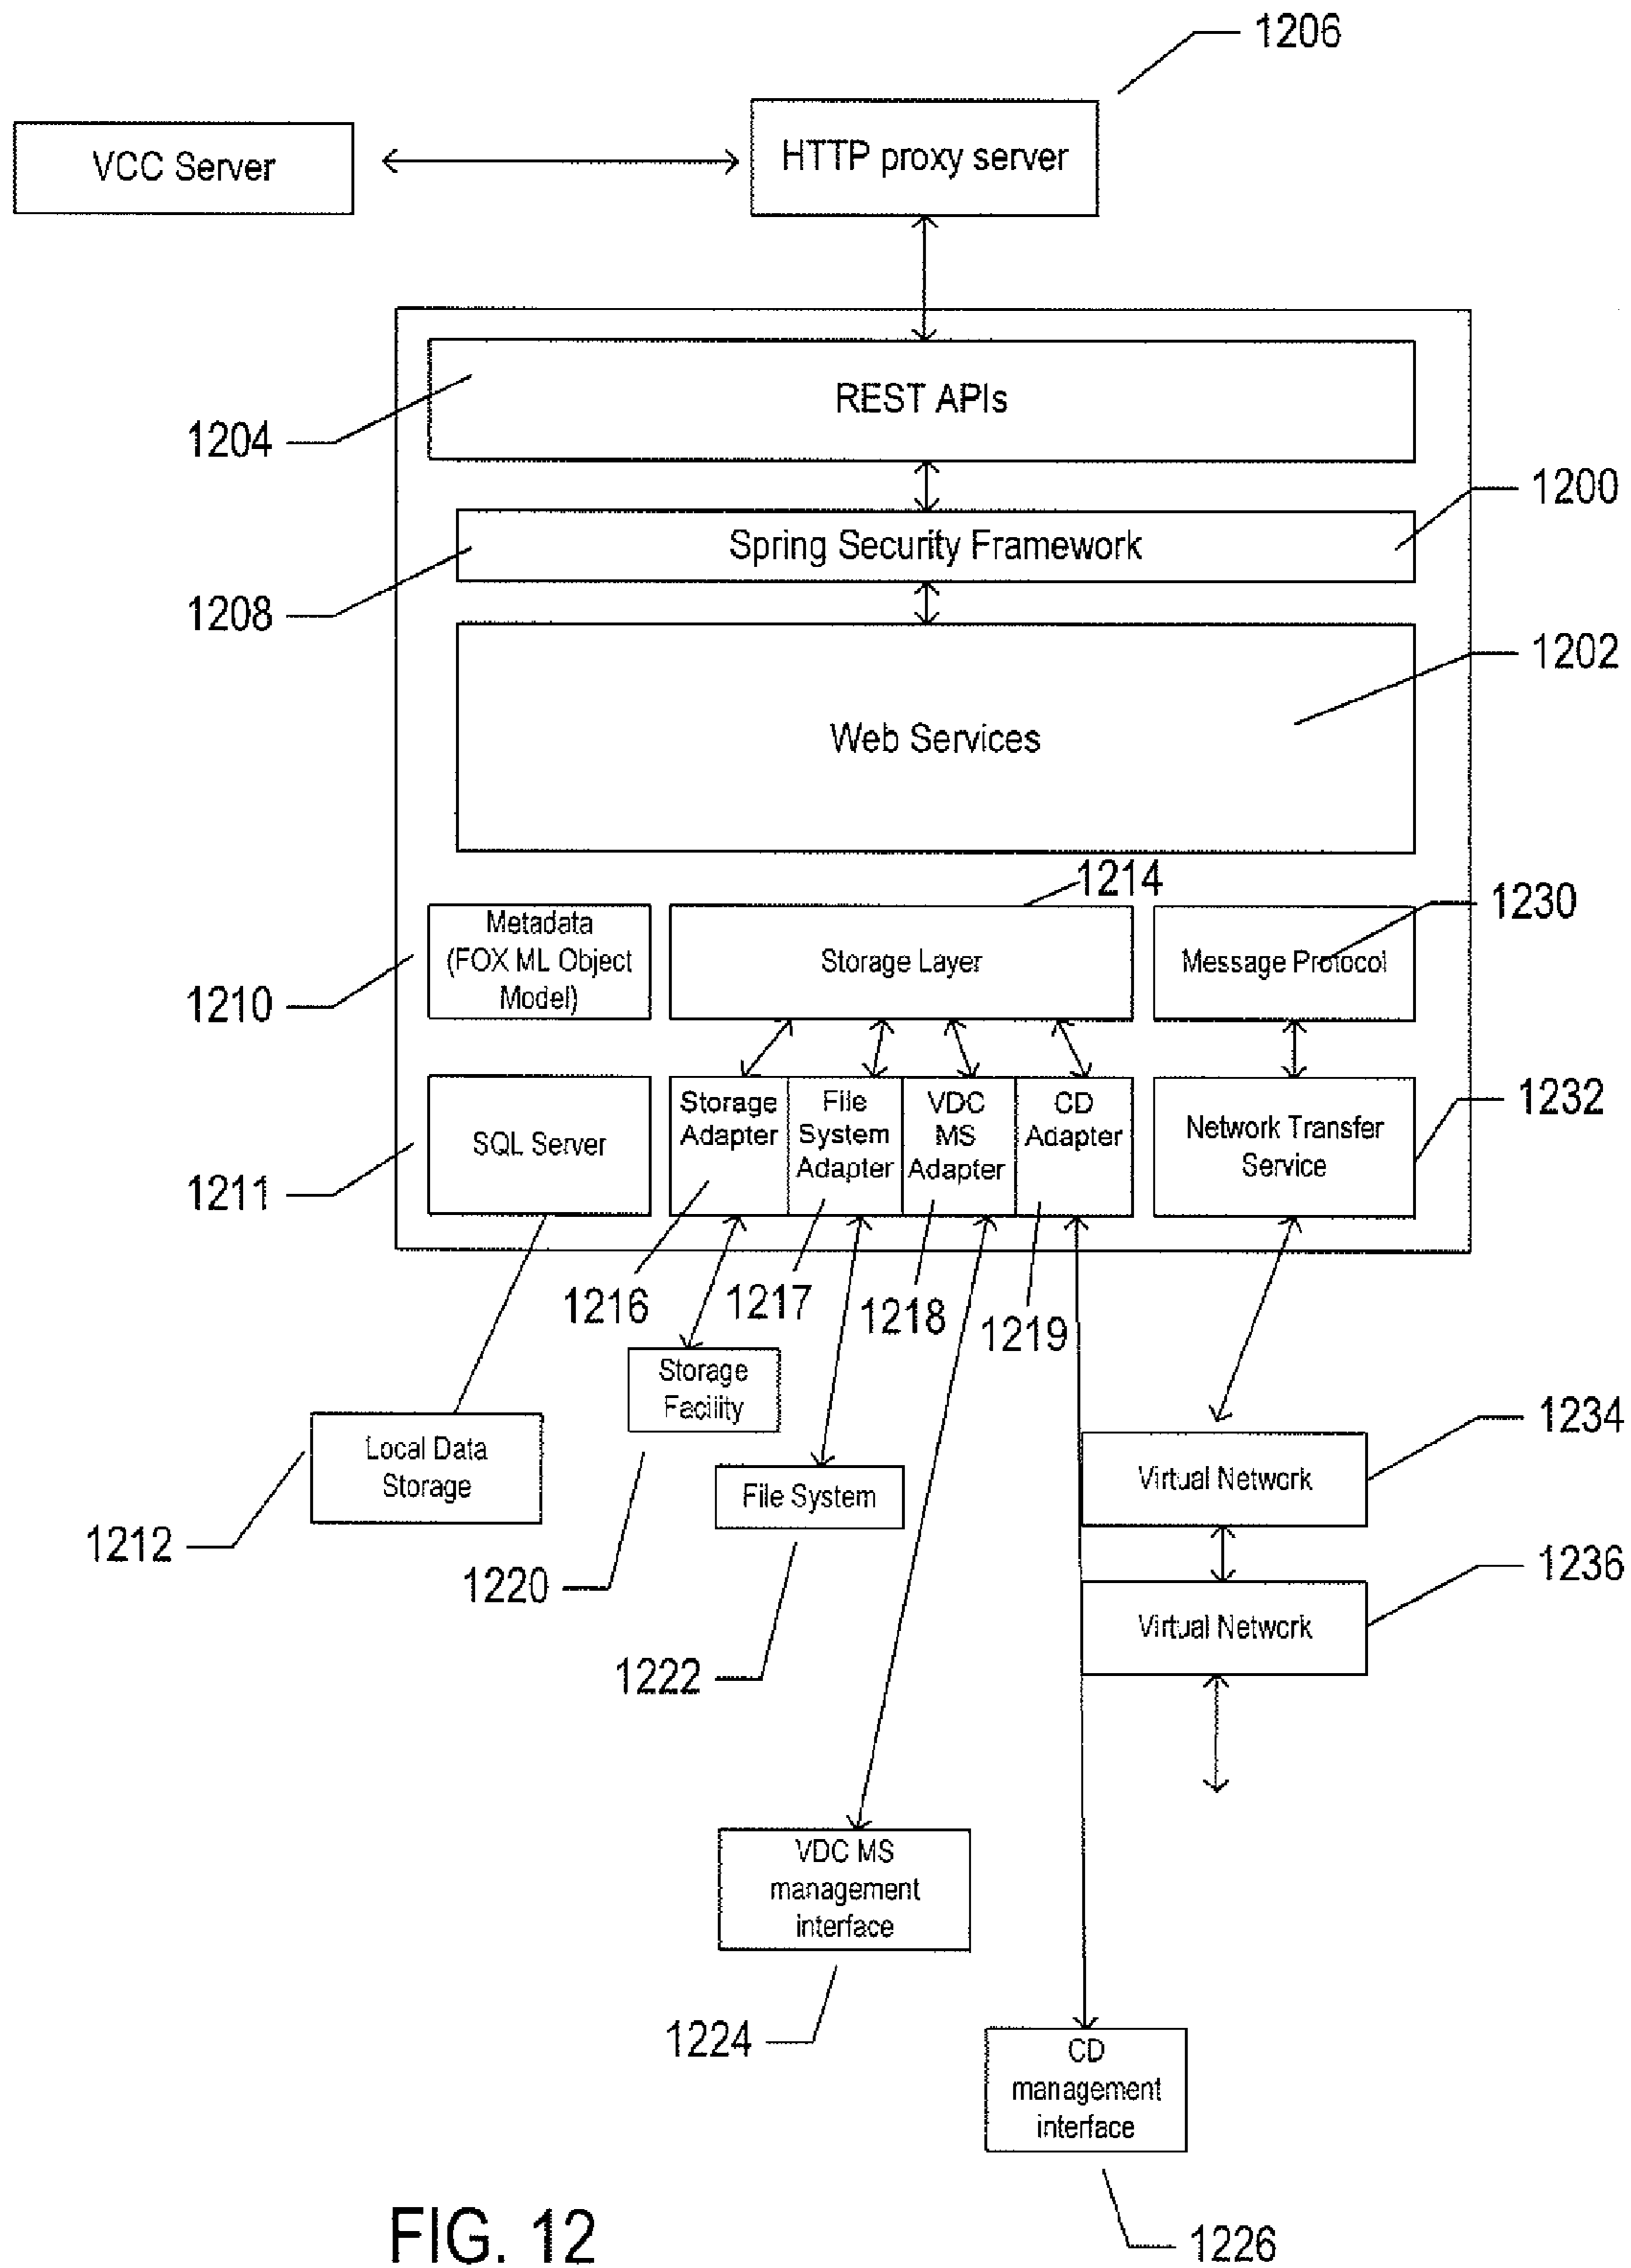 1206
VCC Server
HTTP proxy server
REST APIs
1204
1200
Spring Security Framework
1208
1202
Web Services
1214
1230
Metadata
(FOX ML Object
Model)
Storage Layer
Message Protocol
1210
Storage
Adapter
File
System
Adapter
VDC
MS
Adapter
CD
Adapter
1232
SQL Server
Network Transfer
Service
1211
1216
1217
1218
1219
Storage
Facility
1234
Local Data
Storage
Virtual Network
File System
1212
1220
1236
Virtual Network
1222
VDC MS
management
interface
1224
CD
management
interface
1226
FIG. 12